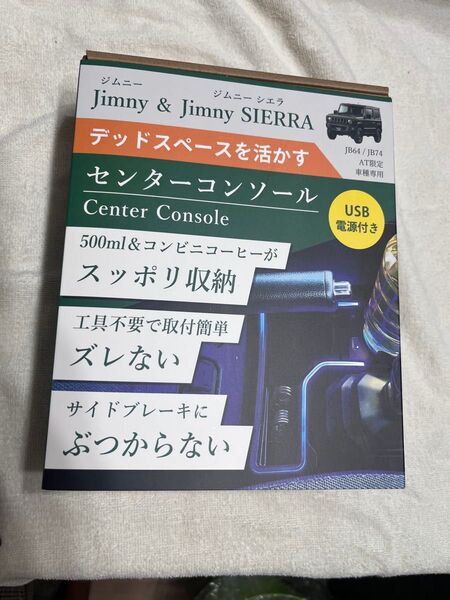 ジムニー ジムニー シエラ
Jimny & Jimny SIERRA
JB64 / JB74
AT限定
車種専用
デッドスペースを活かす
センターコンソール
Center Console
USB
電源付き
500ml＆コンビニコーヒーが
スッポリ収納
工具不要で取付簡単
ズレない
サイドブレーキに
ぶつからない